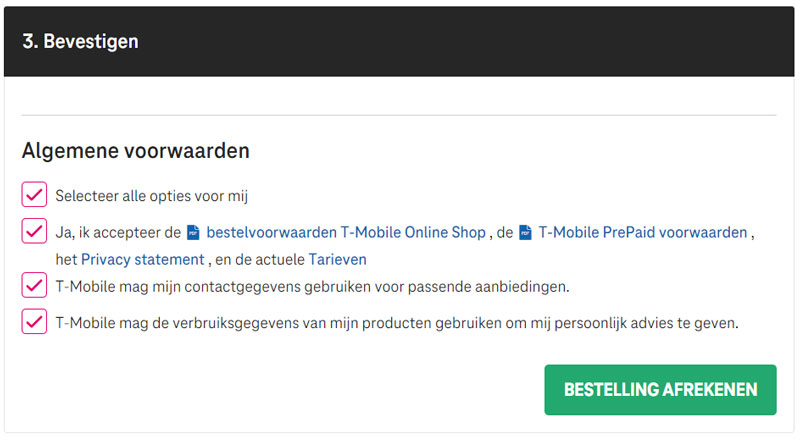 3. Bevestigen
Algemene voorwaarden
Selecteer alle opties voor mij
Ja, ik accepteer de PDF bestelvoorwaarden T-Mobile Online Shop , de PDF T-Mobile PrePaid voorwaarden ,
het Privacy statement , en de actuele Tarieven
T-Mobile mag mijn contactgegevens gebruiken voor passende aanbiedingen.
T-Mobile mag de verbruiksgegevens van mijn producten gebruiken om mij persoonlijk advies te geven.
BESTELLING AFREKENEN